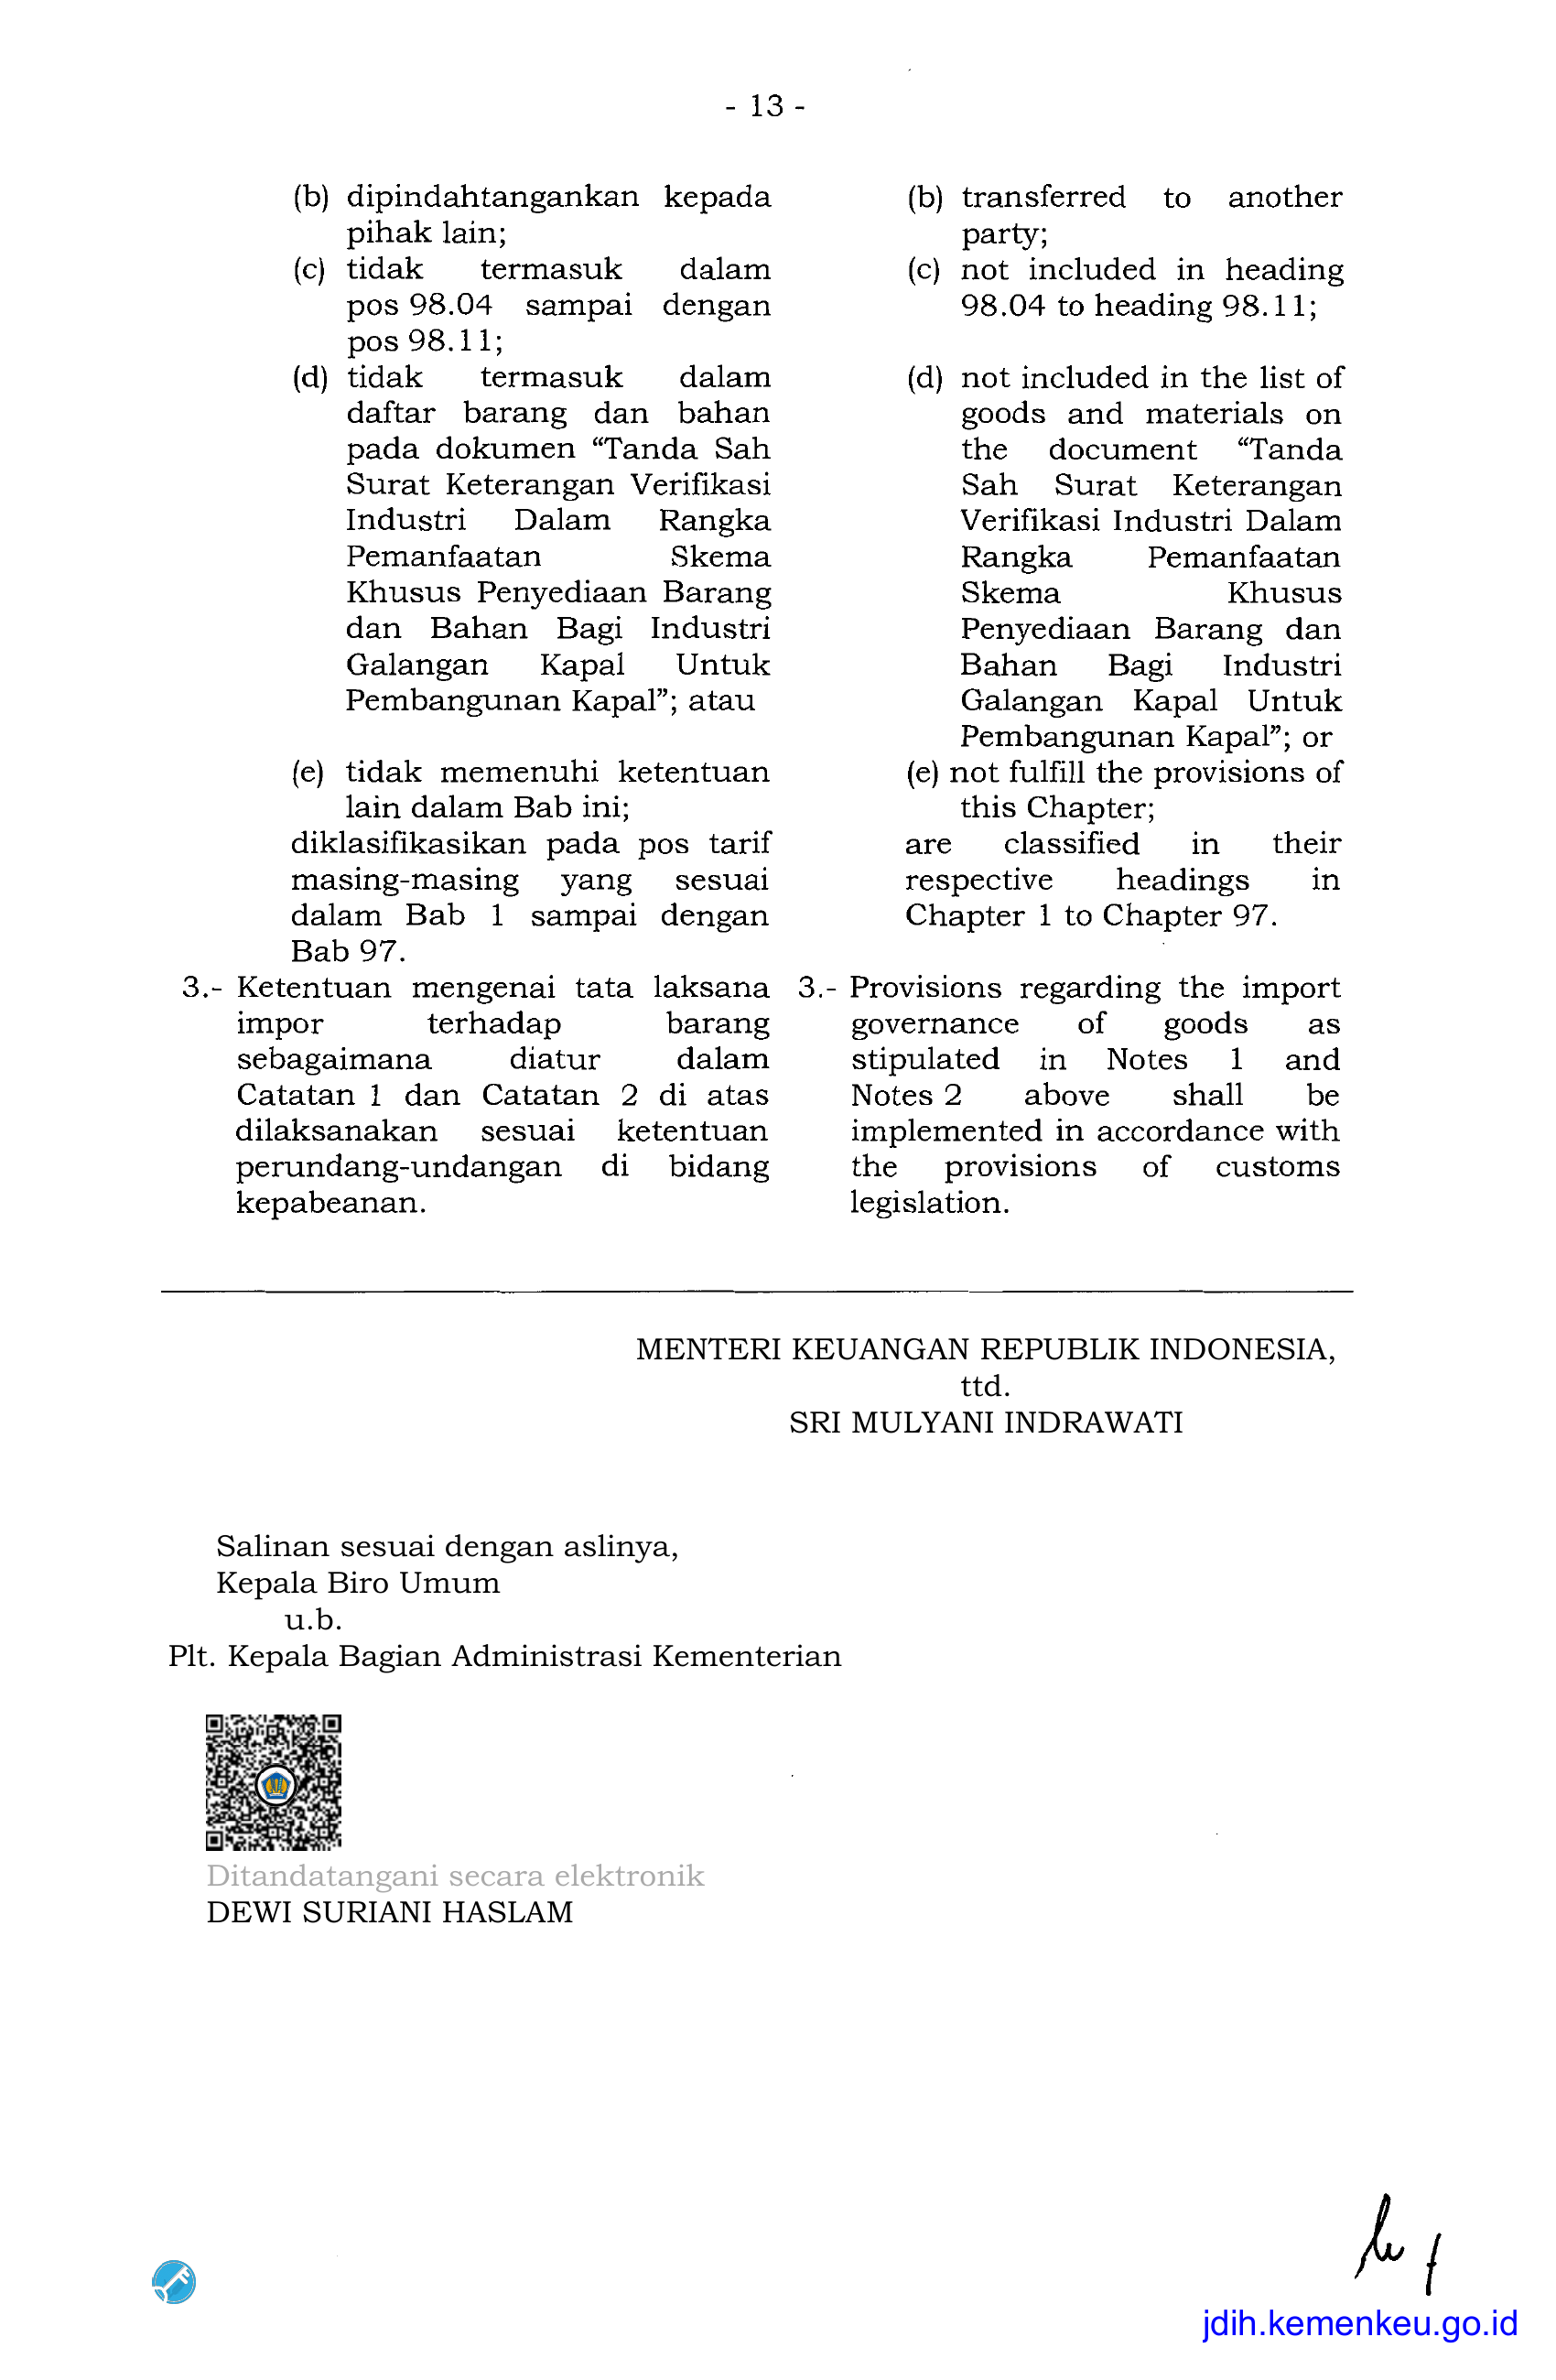 - 13 -
(b) dipindahtangankan kepada
pihak lain;
(c) tidak termasuk dalam
pos 98.04 sampai dengan
pos 98.11;
(d) tidak termasuk dalam
daftar barang dan bahan
pada dokumen “Tanda Sah
Surat Keterangan Verifikasi
Industri Dalam Rangka
Pemanfaatan Skema
Khusus Penyediaan Barang
dan Bahan Bagi Industri
Galangan Kapal Untuk
Pembangunan Kapal”; atau
(e) tidak memenuhi ketentuan
lain dalam Bab ini;
diklasifikasikan pada pos tarif
masing-masing yang sesuai
dalam Bab 1 sampai dengan
Bab 97.
3.- Ketentuan mengenai tata laksana
impor terhadap barang
sebagaimana diatur dalam
Catatan 1 dan Catatan 2 di atas
dilaksanakan sesuai ketentuan
perundang-undangan di bidang
kepabeanan.
(b) transferred to another
party;
(c) not included in heading
98.04 to heading 98.11;
(d) not included in the list of
goods and materials on
the document “Tanda
Sah Surat Keterangan
Verifikasi Industri Dalam
Rangka Pemanfaatan
Skema Khusus
Penyediaan Barang dan
Bahan Bagi Industri
Galangan Kapal Untuk
Pembangunan Kapal”; or
(e) not fulfill the provisions of
this Chapter;
are classified in their
respective headings in
Chapter 1 to Chapter 97.
3.- Provisions regarding the import
governance of goods as
stipulated in Notes 1 and
Notes 2 above shall be
implemented in accordance with
the provisions of customs
legislation.
MENTERI KEUANGAN REPUBLIK INDONESIA,
ttd.
SRI MULYANI INDRAWATI
Salinan sesuai dengan aslinya,
Kepala Biro Umum
u.b.
Plt. Kepala Bagian Administrasi Kementerian
Ditandatangani secara elektronik
DEWI SURIANI HASLAM
jdih.kemenkeu.go.id